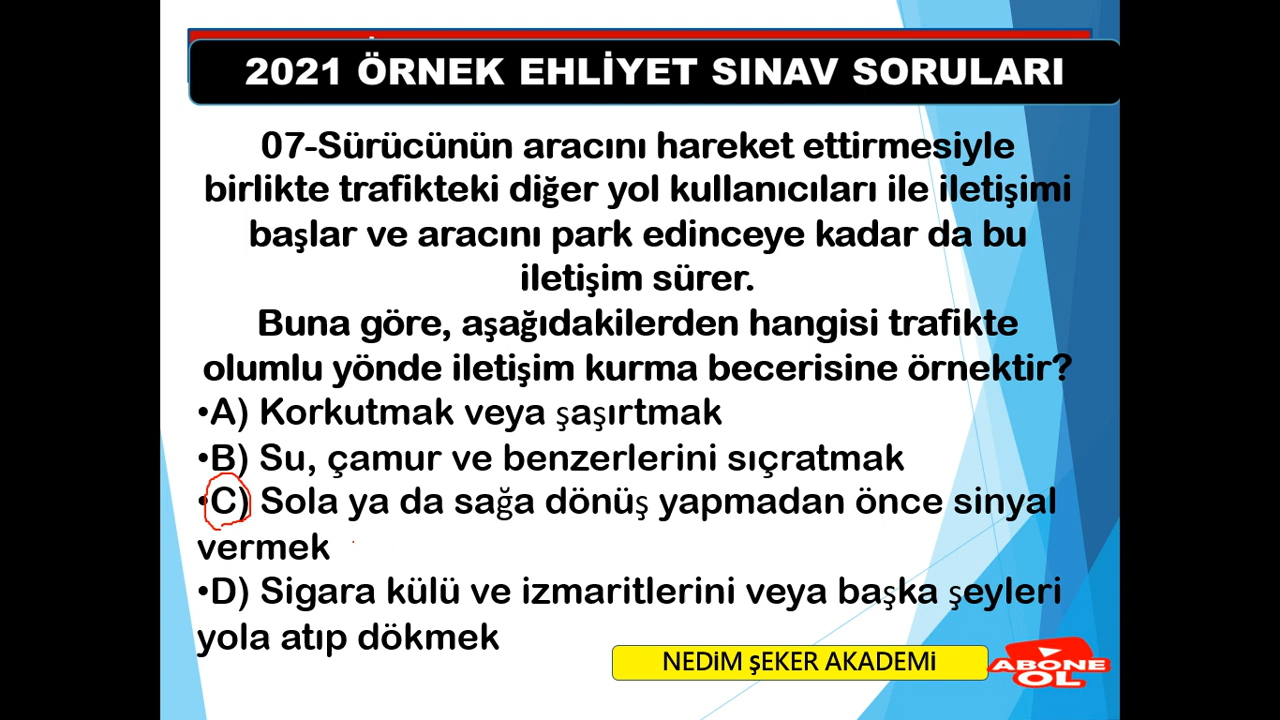 2021 ÖRNEK EHLİYET SINAV SORULARI
07-Sürücünün aracını hareket ettirmesiyle
birlikte trafikteki diğer yol kullanıcıları ile iletişimi
başlar ve aracını park edinceye kadar da bu
iletişim sürer.
Buna göre, aşağıdakilerden hangisi trafikte
olumlu yönde iletişim kurma becerisine örnektir?
•A) Korkutmak veya şaşırtmak
•B) Su, çamur ve benzerlerini sıçratmak
•C) Sola ya da sağa dönüş yapmadan önce sinyal
vermek
•D) Sigara külü ve izmaritlerini veya başka şeyleri
yola atıp dökmek
NEDİM ŞEKER AKADEMİ
ABONE
OL